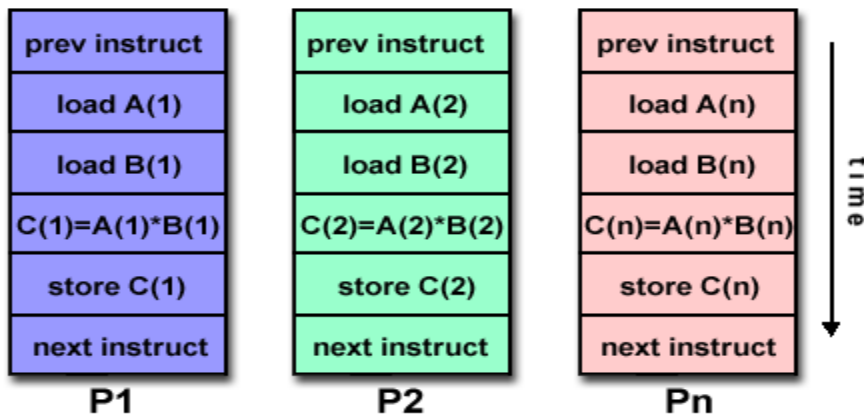 prev instruct prev instruct prev instruct
load A(1) load A(2) load A(n)
load B(1) load B(2) load B(n)
C(1)=A(1)*B(1) C(2)=A(2)*B(2) C(n)=A(n)*B(n)
store C(1) store C(2) store C(n)
next instruct next instruct next instruct
P1 P2 Pn
time